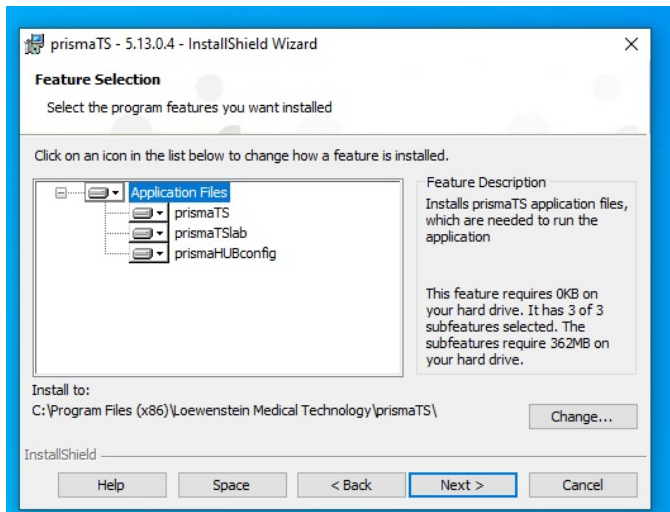 prismaTS - 5.13.0.4 - InstallShield Wizard
Feature Selection
Select the program features you want installed
Click on an icon in the list below to change how a feature is installed.
Application Files
prismaTS
prismaTSlab
prismaHUBconfig
Feature Description
Installs prismaTS application files,
which are needed to run the
application
This feature requires 0KB on
your hard drive. It has 3 of 3
subfeatures selected. The
subfeatures require 362MB on
your hard drive.
Install to:
C:\Program Files (x86)\Loewenstein Medical Technology\prismaTS\
Change...
InstallShield
Help
Space
< Back
Next >
Cancel